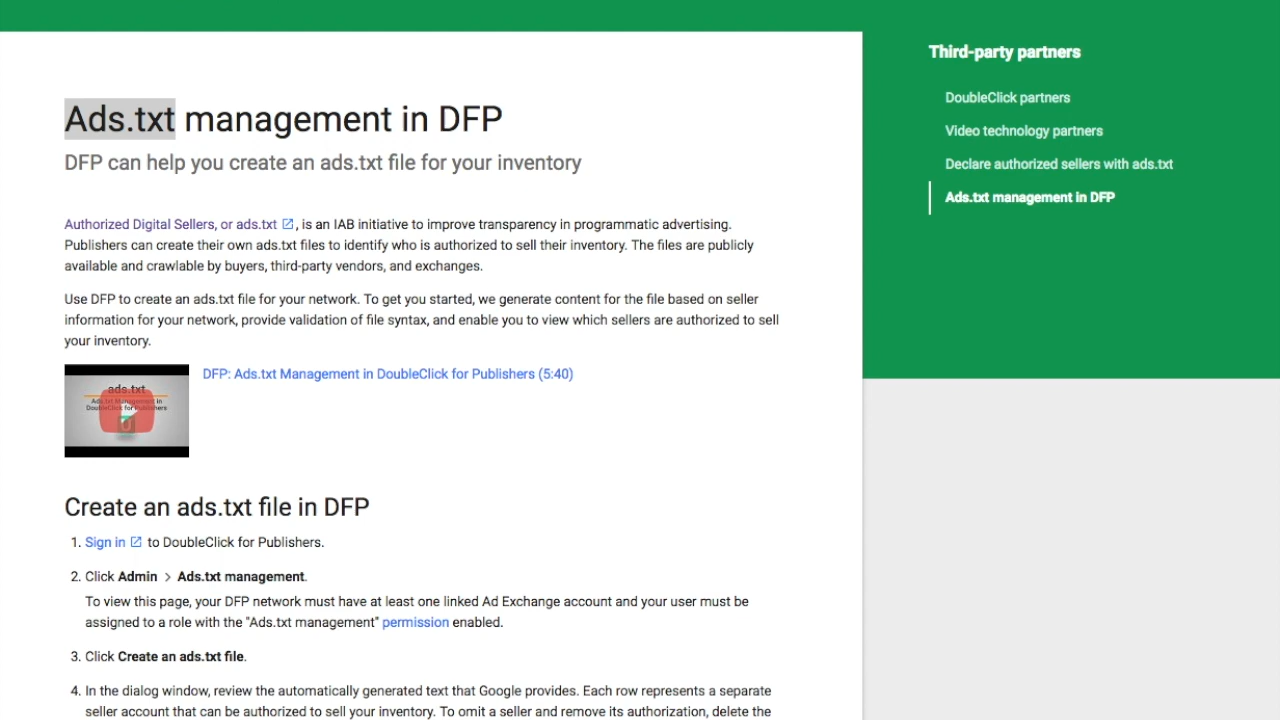 Ads.txt management in DFP
DFP can help you create an ads.txt file for your inventory
Authorized Digital Sellers, or ads.txt , is an IAB initiative to improve transparency in programmatic advertising.
Publishers can create their own ads.txt files to identify who is authorized to sell their inventory. The files are publicly
available and crawlable by buyers, third-party vendors, and exchanges.
Use DFP to create an ads.txt file for your network. To get you started, we generate content for the file based on seller
information for your network, provide validation of file syntax, and enable you to view which sellers are authorized to sell
your inventory.
ads.txt
Ads.txt Management in
DoubleClick for Publishers
DFP: Ads.txt Management in DoubleClick for Publishers (5:40)
Create an ads.txt file in DFP
1. Sign in to DoubleClick for Publishers.
2. Click Admin > Ads.txt management.
To view this page, your DFP network must have at least one linked Ad Exchange account and your user must be
assigned to a role with the "Ads.txt management" permission enabled.
3. Click Create an ads.txt file.
4. In the dialog window, review the automatically generated text that Google provides. Each row represents a separate
seller account that can be authorized to sell your inventory. To omit a seller and remove its authorization, delete the
Third-party partners
DoubleClick partners
Video technology partners
Declare authorized sellers with ads.txt
Ads.txt management in DFP